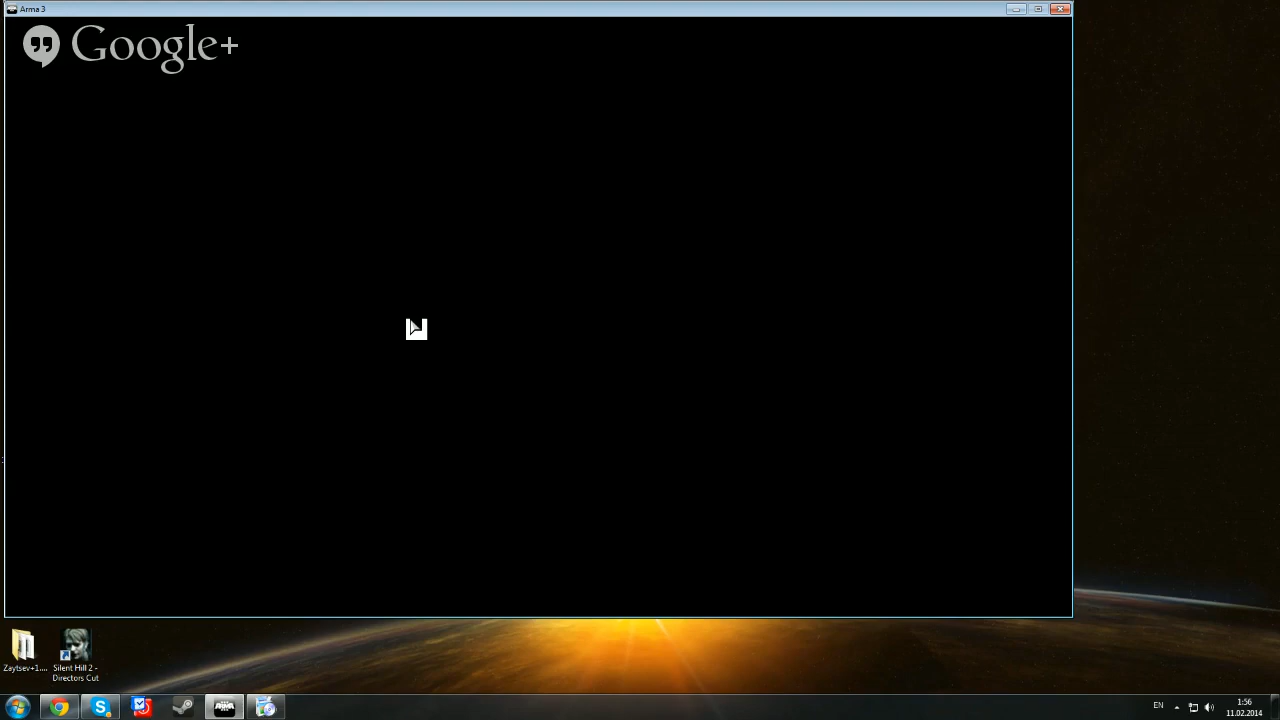 Arma 3
Google+
Zaytsev+1....
Silent Hill 2 -
Directors Cut
EN
1:56
11.02.2014